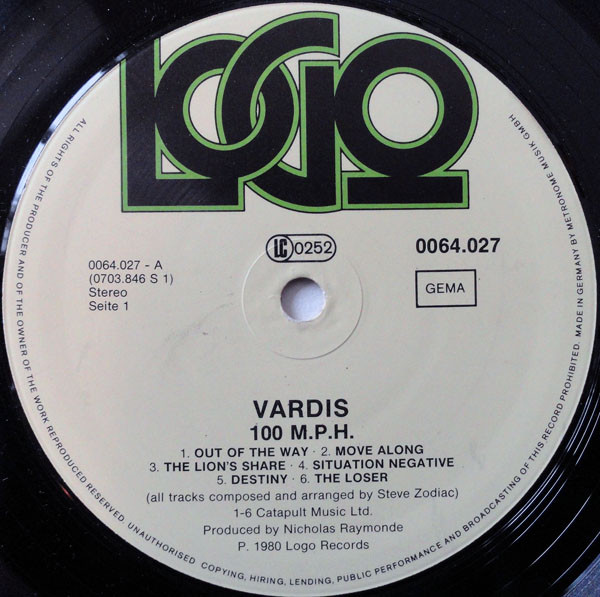 LOGO
LC 0252
0064.027
0064.027 - A
(0703.846 S 1)
Stereo
Seite 1
GEMA
VARDIS
100 M.P.H.
1. OUT OF THE WAY · 2. MOVE ALONG
3. THE LION'S SHARE · 4. SITUATION NEGATIVE
5. DESTINY · 6. THE LOSER
(all tracks composed and arranged by Steve Zodiac)
1-6 Catapult Music Ltd.
Produced by Nicholas Raymonde
P. 1980 Logo Records
ALL RIGHTS OF THE PRODUCER AND OF THE OWNER OF THE WORK REPRODUCED RESERVED. UNAUTHORISED COPYING, HIRING, LENDING, PUBLIC PERFORMANCE AND BROADCASTING OF THIS RECORD PROHIBITED. MADE IN GERMANY BY METRONOME MUSIK GMBH